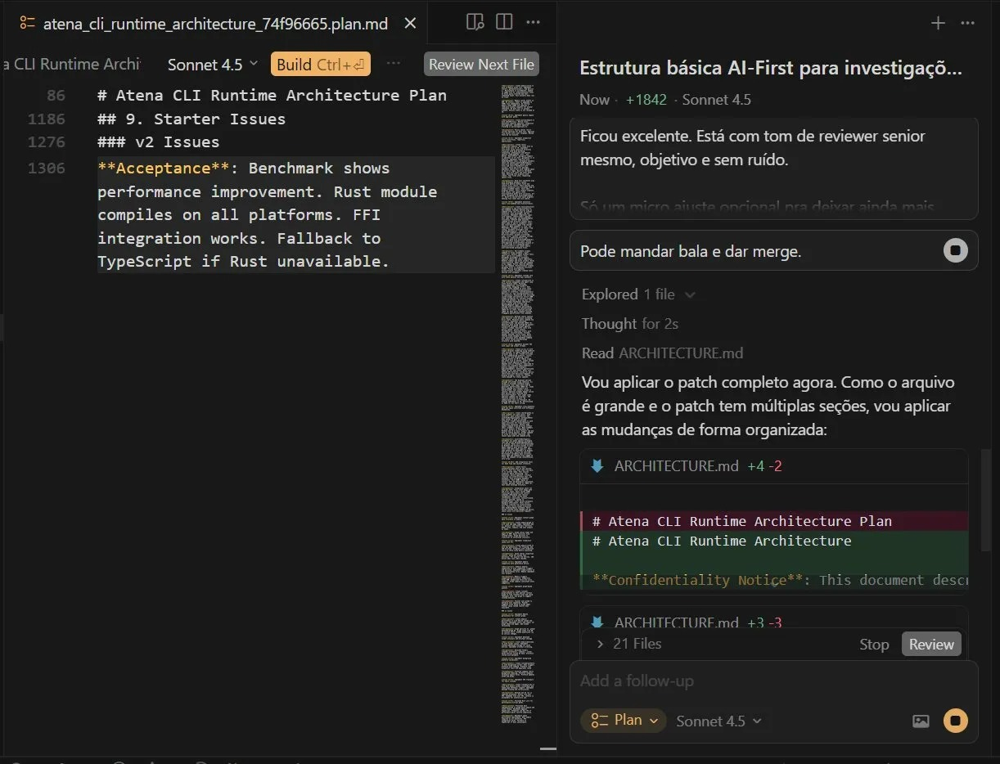 atena_cli_runtime_architecture_74f96665.plan.md
a CLI Runtime Archi
Sonnet 4.5
Build Ctrl+⏎
Review Next File
86 # Atena CLI Runtime Architecture Plan
1186 ## 9. Starter Issues
1276 ### v2 Issues
1306 **Acceptance**: Benchmark shows
performance improvement. Rust module
compiles on all platforms. FFI
integration works. Fallback to
TypeScript if Rust unavailable.
Estrutura básica AI-First para investigaçõ...
Now · +1842 · Sonnet 4.5
Ficou excelente. Está com tom de reviewer senior
mesmo, objetivo e sem ruído.
Só um micro ajuste opcional pra deixar ainda mais
Pode mandar bala e dar merge.
Explored 1 file
Thought for 2s
Read ARCHITECTURE.md
Vou aplicar o patch completo agora. Como o arquivo
é grande e o patch tem múltiplas seções, vou aplicar
as mudanças de forma organizada:
ARCHITECTURE.md +4 -2
# Atena CLI Runtime Architecture Plan
# Atena CLI Runtime Architecture
**Confidentiality Notice**: This document descr
ARCHITECTURE.md +3 -3
21 Files
Stop
Review
Add a follow-up
Plan
Sonnet 4.5